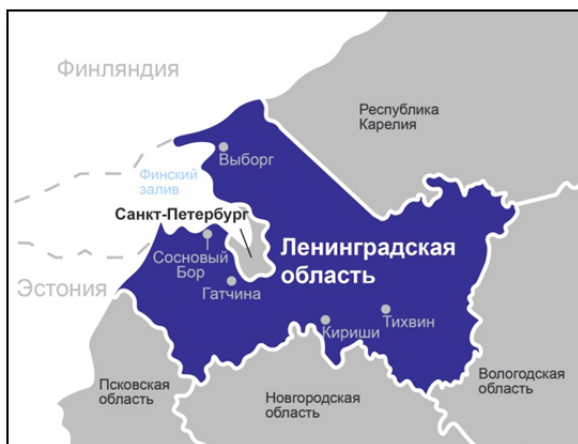 Финляндия
Республика
Карелия
Выборг
Финский
залив
Санкт-Петербург
Ленинградская
область
Сосновый
Бор
Эстония
Гатчина
Тихвин
Кириши
Псковская
область
Новгородская
область
Вологодская
область